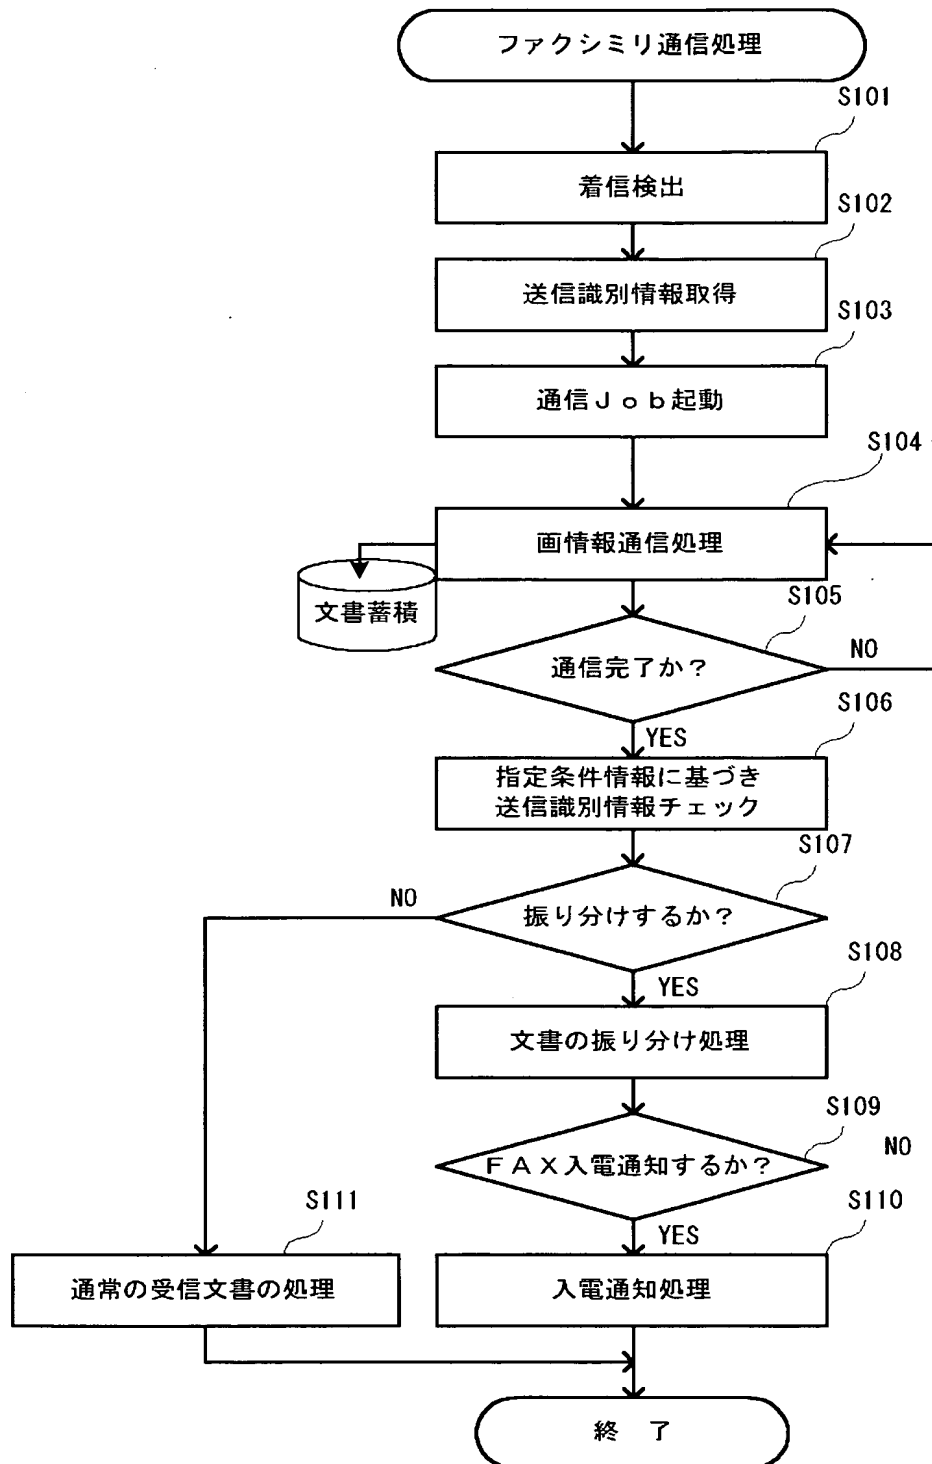 ファクシミリ通信処理
S101
着信検出
S102
送信識別情報取得
S103
通信Ｊｏｂ起動
S104
画情報通信処理
文書蓄積
S105
通信完了か？
NO
YES
S106
指定条件情報に基づき
送信識別情報チェック
S107
振り分けするか？
NO
YES
S108
文書の振り分け処理
S109
ＦＡＸ入電通知するか？
NO
YES
S110
入電通知処理
S111
通常の受信文書の処理
終　了